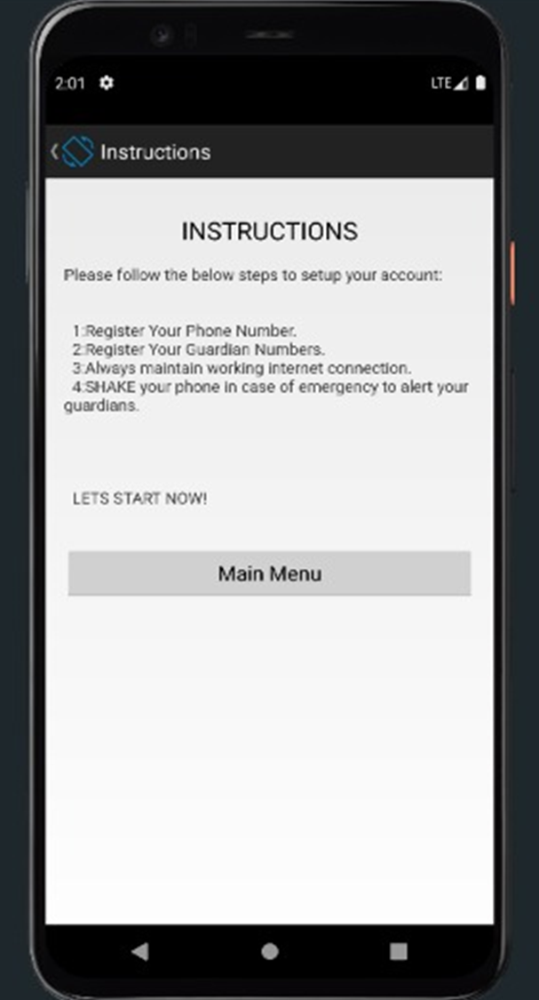 2:01 LTE
Instructions
INSTRUCTIONS
Please follow the below steps to setup your account:
1:Register Your Phone Number.
2:Register Your Guardian Numbers.
3:Always maintain working internet connection.
4:SHAKE your phone in case of emergency to alert your
guardians.
LETS START NOW!
Main Menu